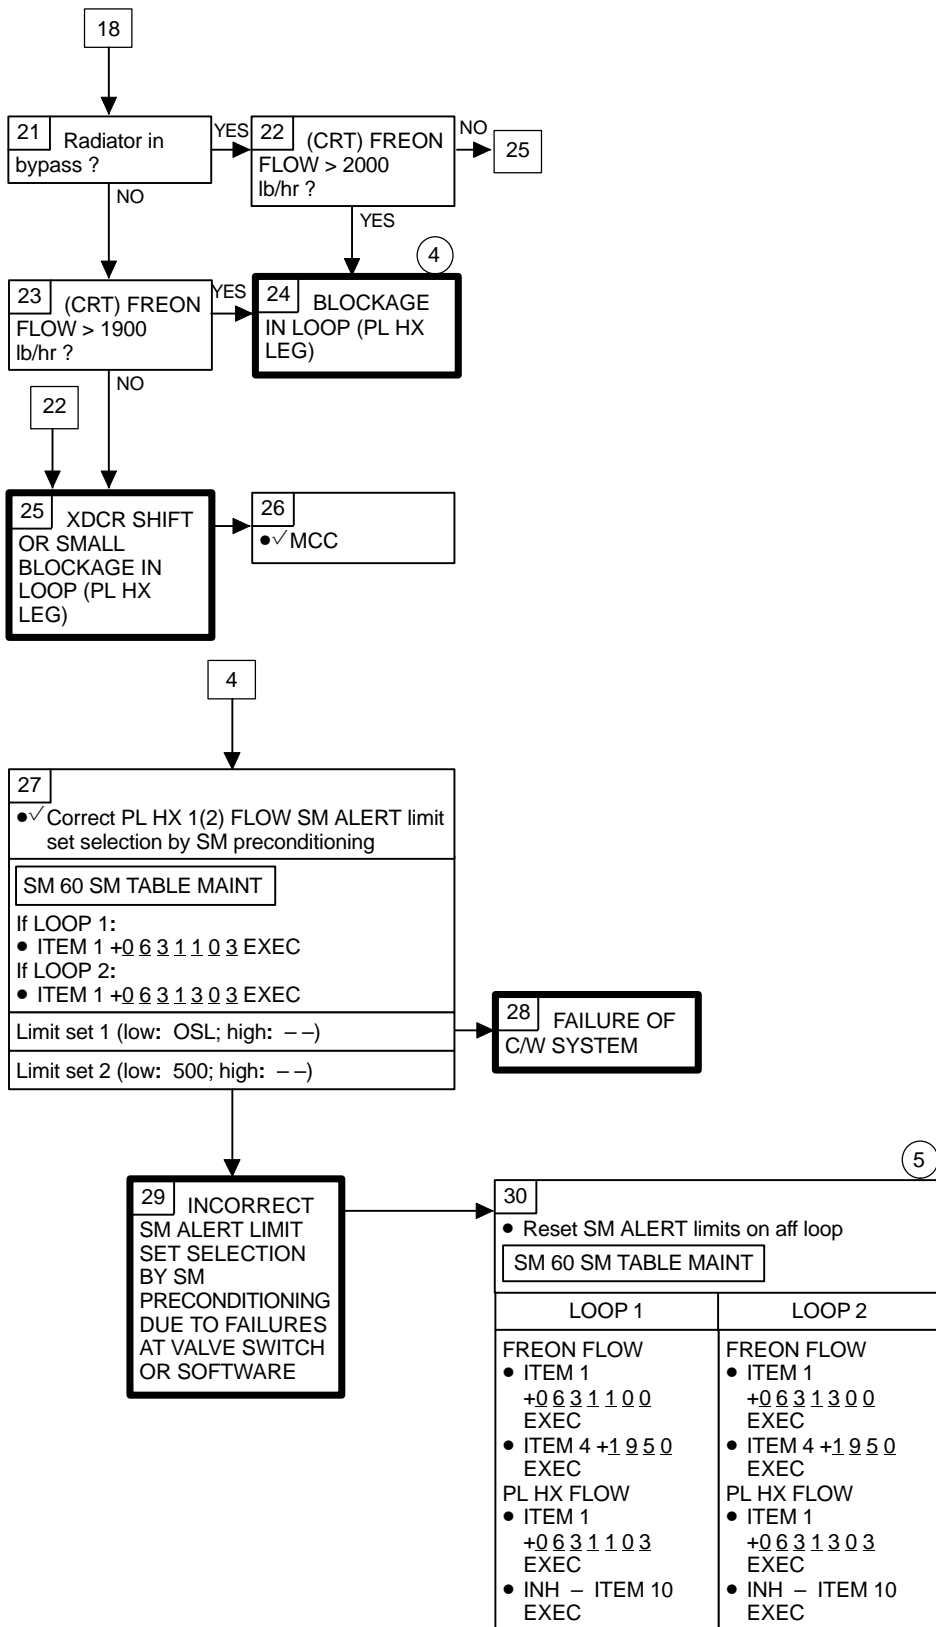 18
21 Radiator in
bypass ?
YES
22 (CRT) FREON
FLOW > 2000
lb/hr ?
NO
25
NO
YES
4
23 (CRT) FREON
FLOW > 1900
lb/hr ?
YES
24 BLOCKAGE
IN LOOP (PL HX
LEG)
NO
22
25 XDCR SHIFT
OR SMALL
BLOCKAGE IN
LOOP (PL HX
LEG)
26
●√MCC
4
27
●√ Correct PL HX 1(2) FLOW SM ALERT limit
set selection by SM preconditioning
SM 60 SM TABLE MAINT
If LOOP 1:
● ITEM 1 +0 6 3 1 1 0 3 EXEC
If LOOP 2:
● ITEM 1 +0 6 3 1 3 0 3 EXEC
Limit set 1 (low: OSL; high: – –)
Limit set 2 (low: 500; high: – –)
28 FAILURE OF
C/W SYSTEM
29 INCORRECT
SM ALERT LIMIT
SET SELECTION
BY SM
PRECONDITIONING
DUE TO FAILURES
AT VALVE SWITCH
OR SOFTWARE
5
30
● Reset SM ALERT limits on aff loop
SM 60 SM TABLE MAINT
LOOP 1
FREON FLOW
● ITEM 1
+0 6 3 1 1 0 0
EXEC
● ITEM 4 +1 9 5 0
EXEC
PL HX FLOW
● ITEM 1
+0 6 3 1 1 0 3
EXEC
● INH – ITEM 10
EXEC
LOOP 2
FREON FLOW
● ITEM 1
+0 6 3 1 3 0 0
EXEC
● ITEM 4 +1 9 5 0
EXEC
PL HX FLOW
● ITEM 1
+0 6 3 1 3 0 3
EXEC
● INH – ITEM 10
EXEC